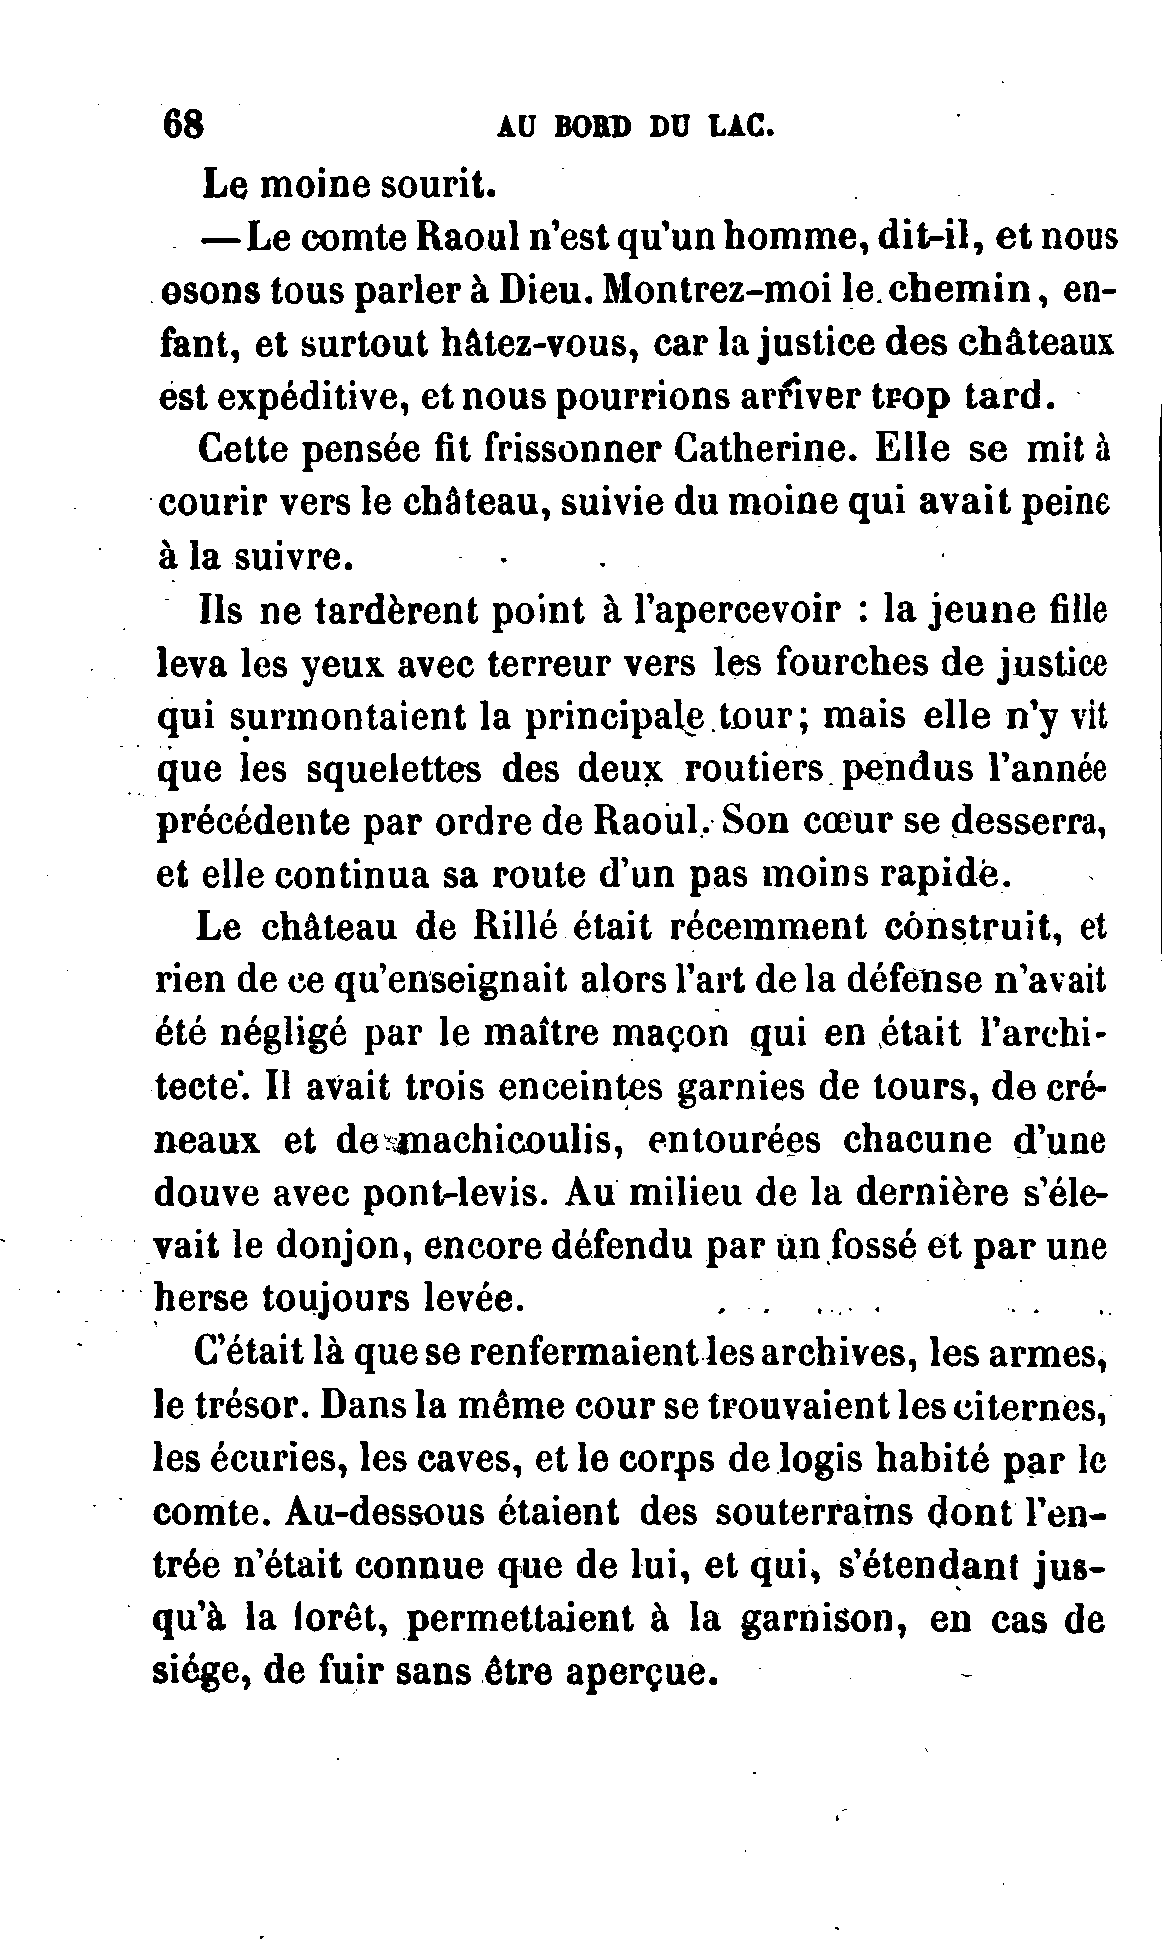 68 AU BORD DU LAC.
Le moine sourit.
—Le comte Raoul n'est qu'un homme, dit-il, et nous
osons tous parler à Dieu. Montrez-moi le chemin, en-
fant, et surtout hâtez-vous, car la justice des châteaux
est expéditive, et nous pourrions arriver trop tard.
Cette pensée fit frissonner Catherine. Elle se mit à
courir vers le château, suivie du moine qui avait peine
à la suivre.
Ils ne tardèrent point à l'apercevoir : la jeune fille
leva les yeux avec terreur vers les fourches de justice
qui surmontaient la principale tour; mais elle n'y vit
que les squelettes des deux routiers pendus l'année
précédente par ordre de Raoul. Son cœur se desserra,
et elle continua sa route d'un pas moins rapide.
Le château de Rillé était récemment construit, et
rien de ce qu'enseignait alors l'art de la défense n'avait
été négligé par le maître maçon qui en était l'archi-
tecte. Il avait trois enceintes garnies de tours, de cré-
neaux et de machicoulis, entourées chacune d'une
douve avec pont-levis. Au milieu de la dernière s'éle-
vait le donjon, encore défendu par un fossé et par une
herse toujours levée.
C'était là que se renfermaient les archives, les armes,
le trésor. Dans la même cour se trouvaient les citernes,
les écuries, les caves, et le corps de logis habité par le
comte. Au-dessous étaient des souterrains dont l'en-
trée n'était connue que de lui, et qui, s'étendant jus-
qu'à la forêt, permettaient à la garnison, en cas de
siége, de fuir sans être aperçue.